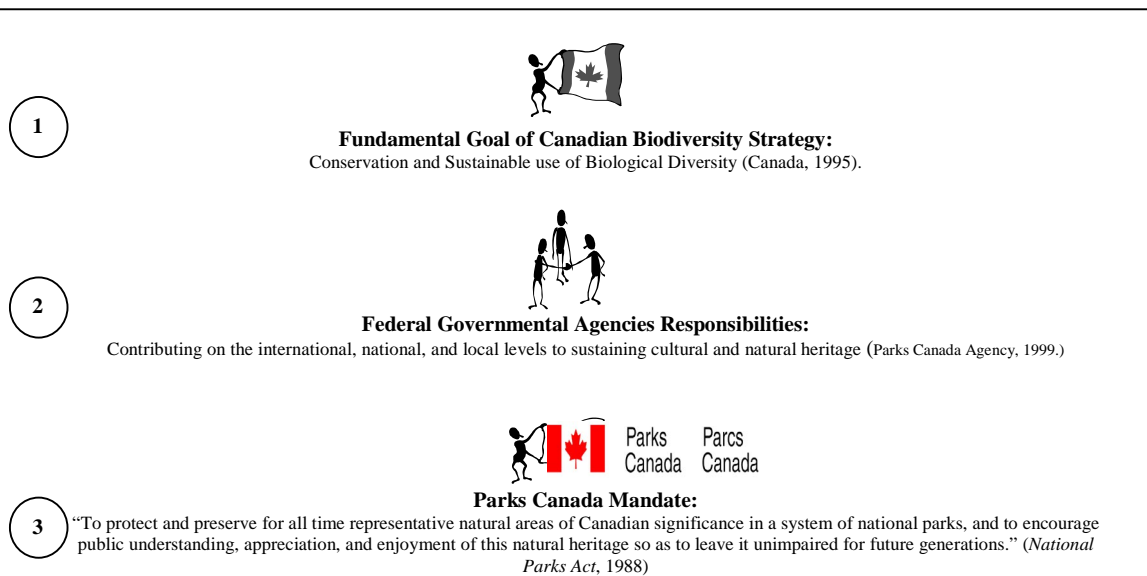 1
Fundamental Goal of Canadian Biodiversity Strategy:
Conservation and Sustainable use of Biological Diversity (Canada, 1995).
2
Federal Governmental Agencies Responsibilities:
Contributing on the international, national, and local levels to sustaining cultural and natural heritage (Parks Canada Agency, 1999.)
Parks Parcs
Canada Canada
Parks Canada Mandate:
3
“To protect and preserve for all time representative natural areas of Canadian significance in a system of national parks, and to encourage
public understanding, appreciation, and enjoyment of this natural heritage so as to leave it unimpaired for future generations.” (National
Parks Act, 1988)